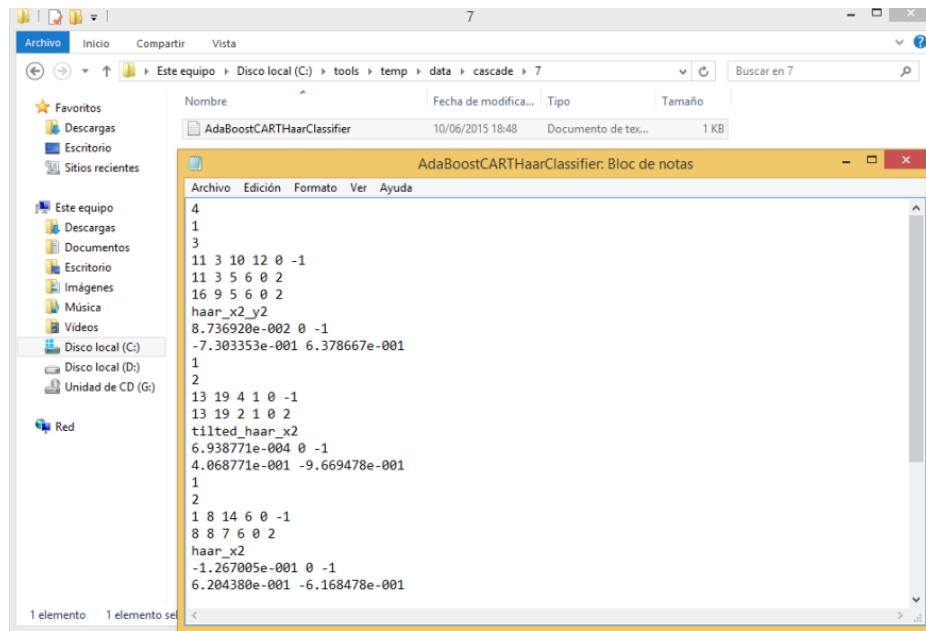 7
Archivo Inicio Compartir Vista
Este equipo Disco local (C:) tools temp data cascade 7
Buscar en 7
Favoritos
Descargas
Escritorio
Sitios recientes
Este equipo
Descargas
Documentos
Escritorio
Imágenes
Música
Vídeos
Disco local (C:)
Disco local (D:)
Unidad de CD (G:)
Red
Nombre Fecha de modifica... Tipo Tamaño
AdaBoostCARTHaarClassifier 10/06/2015 18:48 Documento de tex... 1 KB
AdaBoostCARTHaarClassifier: Bloc de notas
Archivo Edición Formato Ver Ayuda
4
1
3
11 3 10 12 0 -1
11 3 5 6 0 2
16 9 5 6 0 2
haar_x2_y2
8.736920e-002 0 -1
-7.303353e-001 6.378667e-001
1
2
13 19 4 1 0 -1
13 19 2 1 0 2
tilted_haar_x2
6.938771e-004 0 -1
4.068771e-001 -9.669478e-001
1
2
1 8 14 6 0 -1
8 8 7 6 0 2
haar_x2
-1.267005e-001 0 -1
6.204380e-001 -6.168478e-001
1 elemento 1 elemento sel